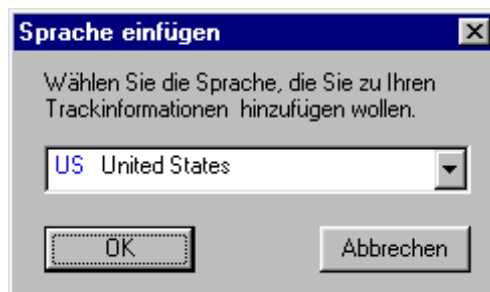 Sprache einfügen
Wählen Sie die Sprache, die Sie zu Ihren
Trackinformationen hinzufügen wollen.
US United States
OK
Abbrechen